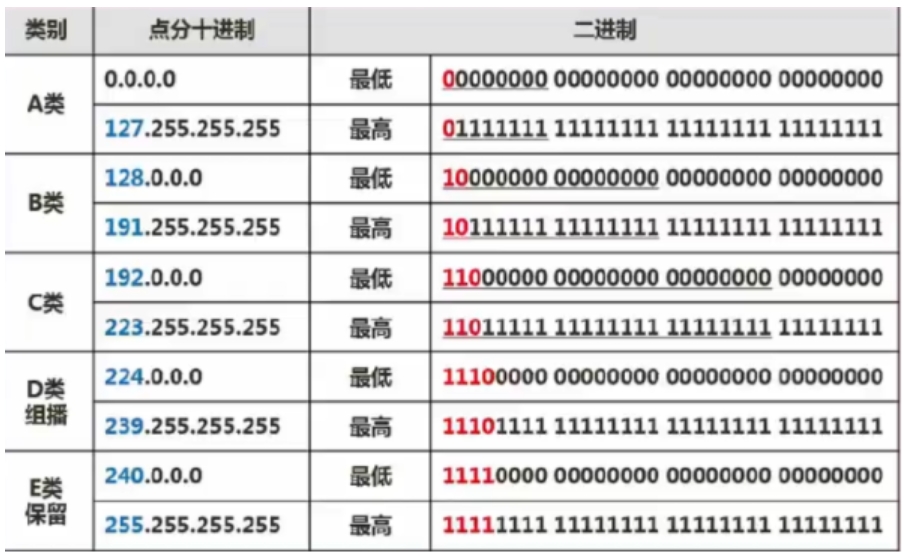 类别 点分十进制 二进制
A类
0.0.0.0 最低 00000000 00000000 00000000 00000000
127.255.255.255 最高 01111111 11111111 11111111 11111111
B类
128.0.0.0 最低 10000000 00000000 00000000 00000000
191.255.255.255 最高 10111111 11111111 11111111 11111111
C类
192.0.0.0 最低 11000000 00000000 00000000 00000000
223.255.255.255 最高 11011111 11111111 11111111 11111111
D类
组播
224.0.0.0 最低 11100000 00000000 00000000 00000000
239.255.255.255 最高 11101111 11111111 11111111 11111111
E类
保留
240.0.0.0 最低 11110000 00000000 00000000 00000000
255.255.255.255 最高 11111111 11111111 11111111 11111111